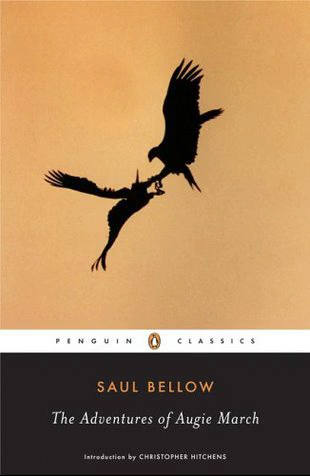 PENGUIN CLASSICS
SAUL BELLOW
The Adventures of Augie March
Introduction by CHRISTOPHER HITCHENS